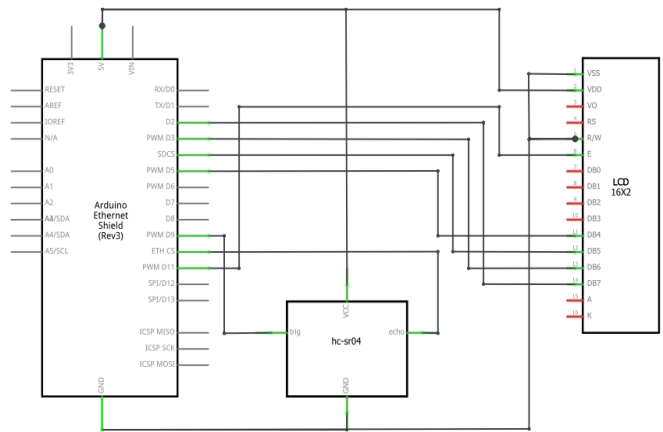 3V3
5V
VIN
RESET
AREF
IOREF
N/A
A0
A1
A2
A4/SDA
A5/SCL
RX/D0
TX/D1
D2
PWM D3
SDCS
PWM D5
PWM D6
D7
D8
PWM D9
ETH CS
PWM D11
SPI/D12
SPI/D13
ICSP MISO
ICSP SCK
ICSP MOSI
GND
Arduino
Ethernet
Shield
(Rev3)
VCC
trig
echo
hc-sr04
GND
VSS
VDD
VO
RS
R/W
E
DB0
DB1
DB2
DB3
DB4
DB5
DB6
DB7
A
K
LCD
16X2